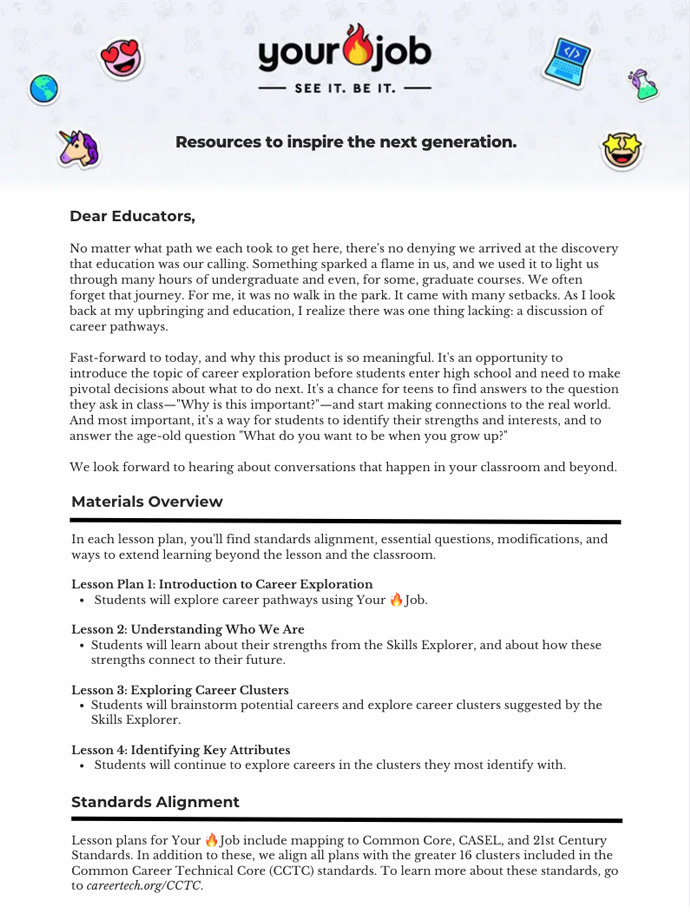 your🔥job
SEE IT. BE IT.
Resources to inspire the next generation.
Dear Educators,
No matter what path we each took to get here, there's no denying we arrived at the discovery
that education was our calling. Something sparked a flame in us, and we used it to light us
through many hours of undergraduate and even, for some, graduate courses. We often
forget that journey. For me, it was no walk in the park. It came with many setbacks. As I look
back at my upbringing and education, I realize there was one thing lacking: a discussion of
career pathways.
Fast-forward to today, and why this product is so meaningful. It's an opportunity to
introduce the topic of career exploration before students enter high school and need to make
pivotal decisions about what to do next. It's a chance for teens to find answers to the question
they ask in class—"Why is this important?"—and start making connections to the real world.
And most important, it's a way for students to identify their strengths and interests, and to
answer the age-old question "What do you want to be when you grow up?"
We look forward to hearing about conversations that happen in your classroom and beyond.
Materials Overview
In each lesson plan, you'll find standards alignment, essential questions, modifications, and
ways to extend learning beyond the lesson and the classroom.
Lesson Plan 1: Introduction to Career Exploration
• Students will explore career pathways using Your 🔥Job.
Lesson 2: Understanding Who We Are
• Students will learn about their strengths from the Skills Explorer, and about how these
strengths connect to their future.
Lesson 3: Exploring Career Clusters
• Students will brainstorm potential careers and explore career clusters suggested by the
Skills Explorer.
Lesson 4: Identifying Key Attributes
• Students will continue to explore careers in the clusters they most identify with.
Standards Alignment
Lesson plans for Your 🔥Job include mapping to Common Core, CASEL, and 21st Century
Standards. In addition to these, we align all plans with the greater 16 clusters included in the
Common Career Technical Core (CCTC) standards. To learn more about these standards, go
to careertech.org/CCTC.